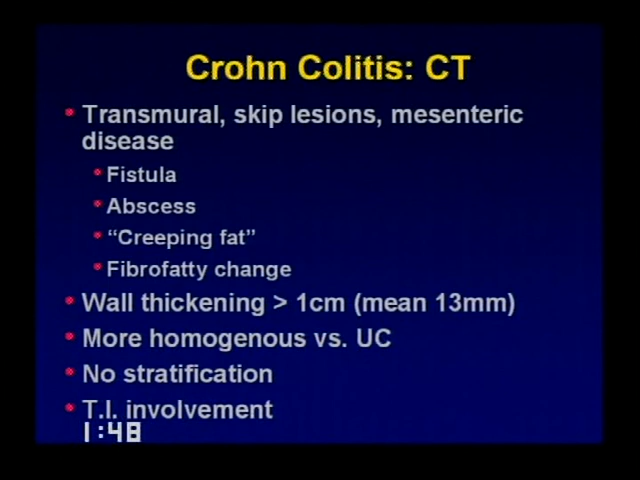 Crohn Colitis: CT
Transmural, skip lesions, mesenteric
disease
Fistula
Abscess
“Creeping fat”
Fibrofatty change
Wall thickening > 1cm (mean 13mm)
More homogenous vs. UC
No stratification
T.I. involvement
1:48